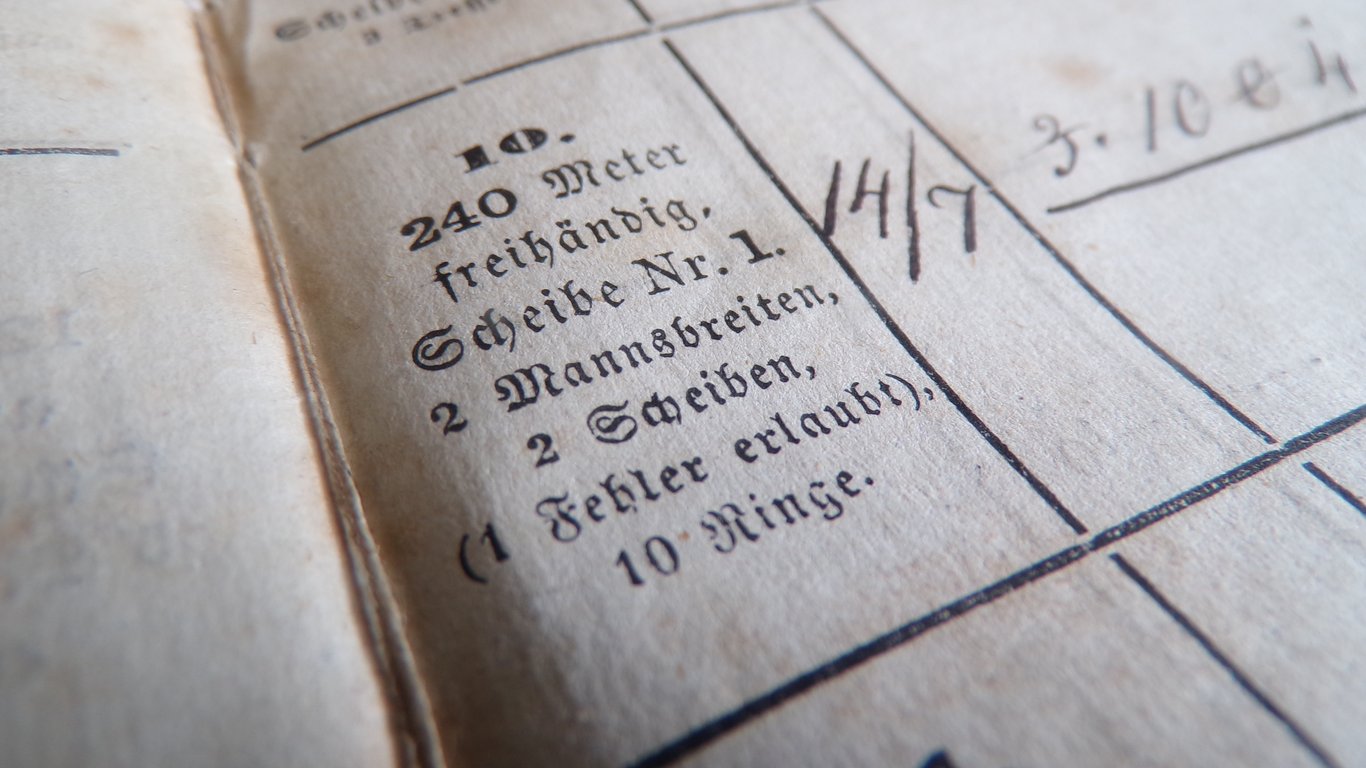 10.
240 Meter
freihändig,
Scheibe Nr. 1.
2 Mannsbreiten,
2 Scheiben,
(1 Fehler erlaubt),
10 Ringe.
14/7